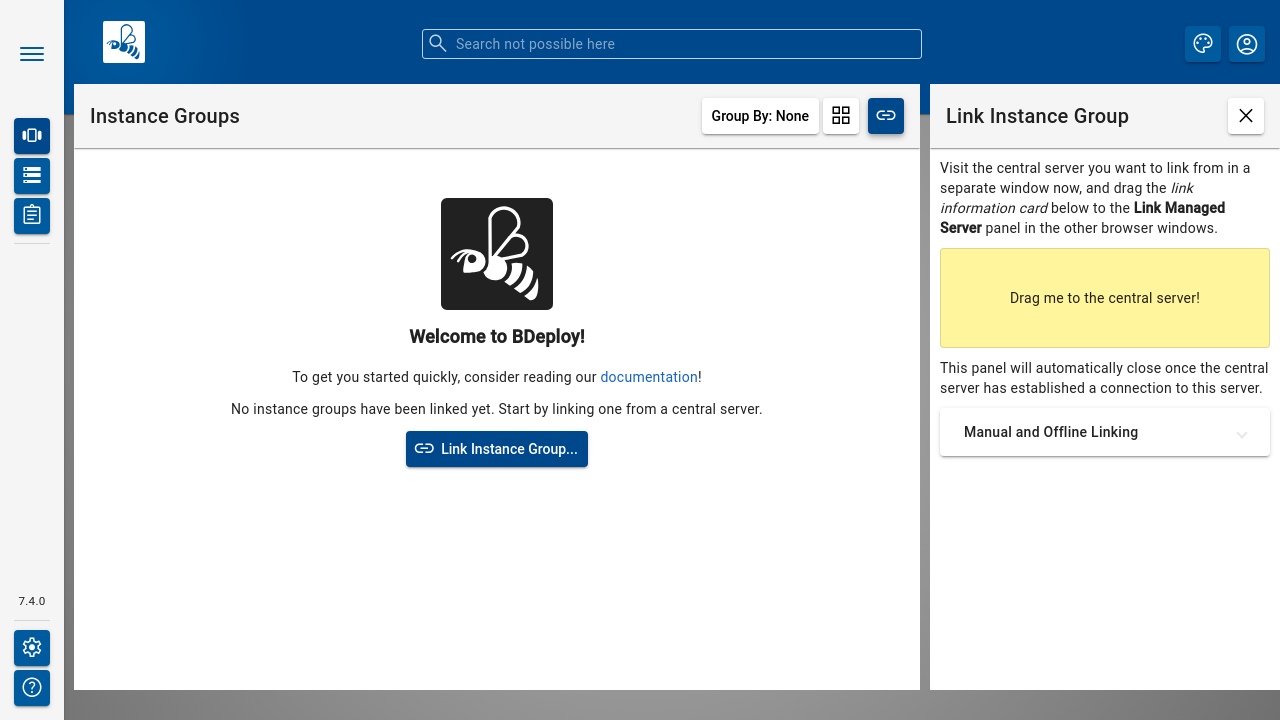 Search not possible here
Instance Groups
Group By: None
Link Instance Group
Visit the central server you want to link from in a
separate window now, and drag the link
information card below to the Link Managed
Server panel in the other browser windows.
Drag me to the central server!
This panel will automatically close once the central
server has established a connection to this server.
Manual and Offline Linking
Welcome to BDeploy!
To get you started quickly, consider reading our documentation!
No instance groups have been linked yet. Start by linking one from a central server.
Link Instance Group...
7.4.0